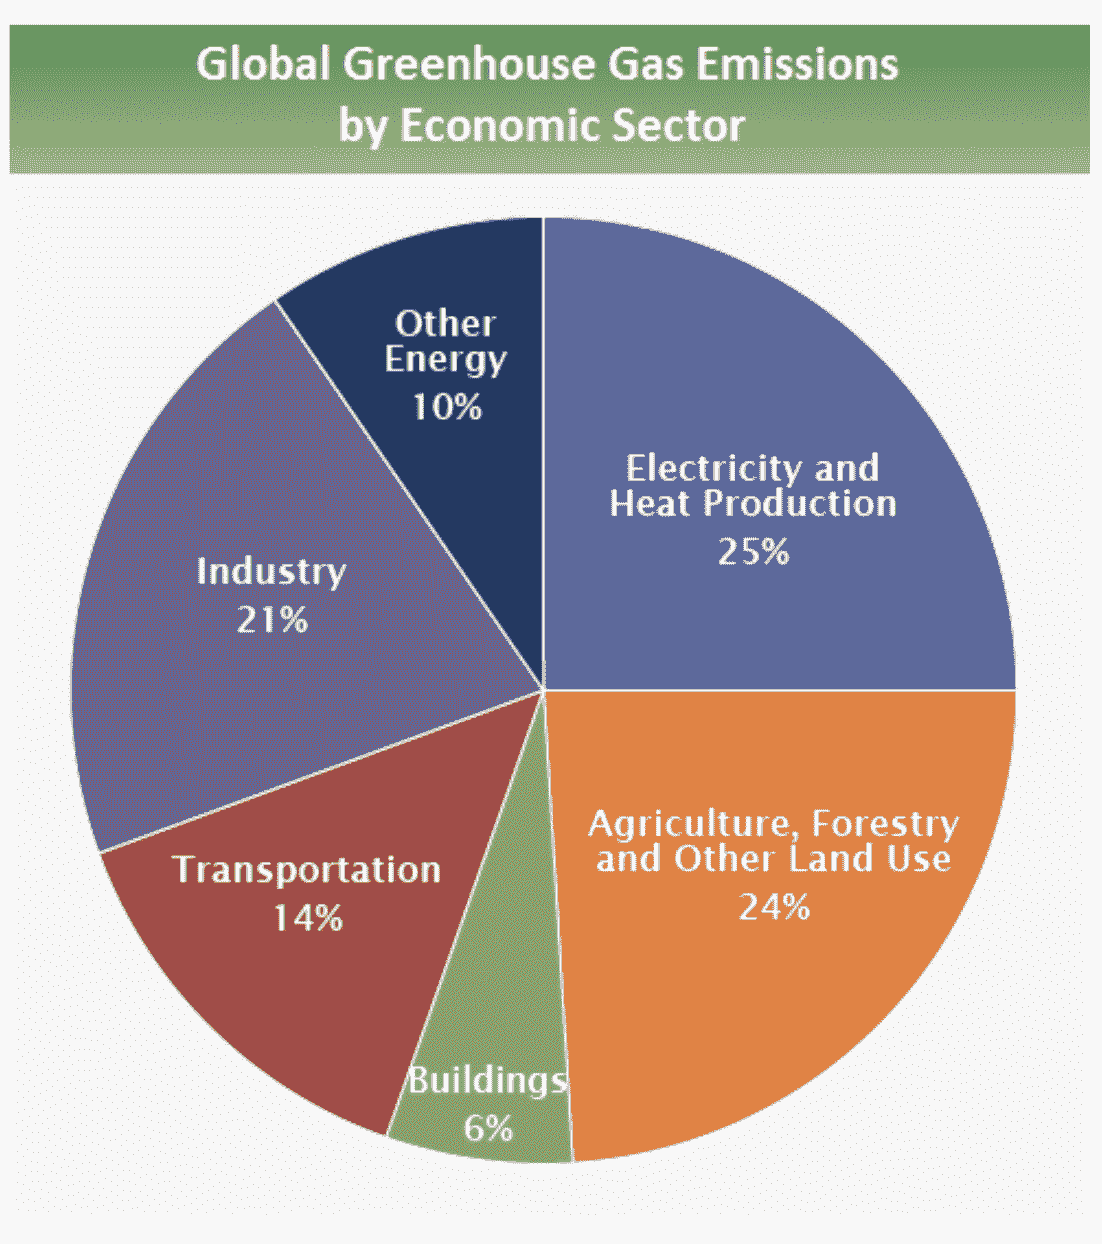 Global Greenhouse Gas Emissions
by Economic Sector
Other
Energy
10%
Electricity and
Heat Production
25%
Industry
21%
Agriculture, Forestry
and Other Land Use
24%
Transportation
14%
Buildings
6%